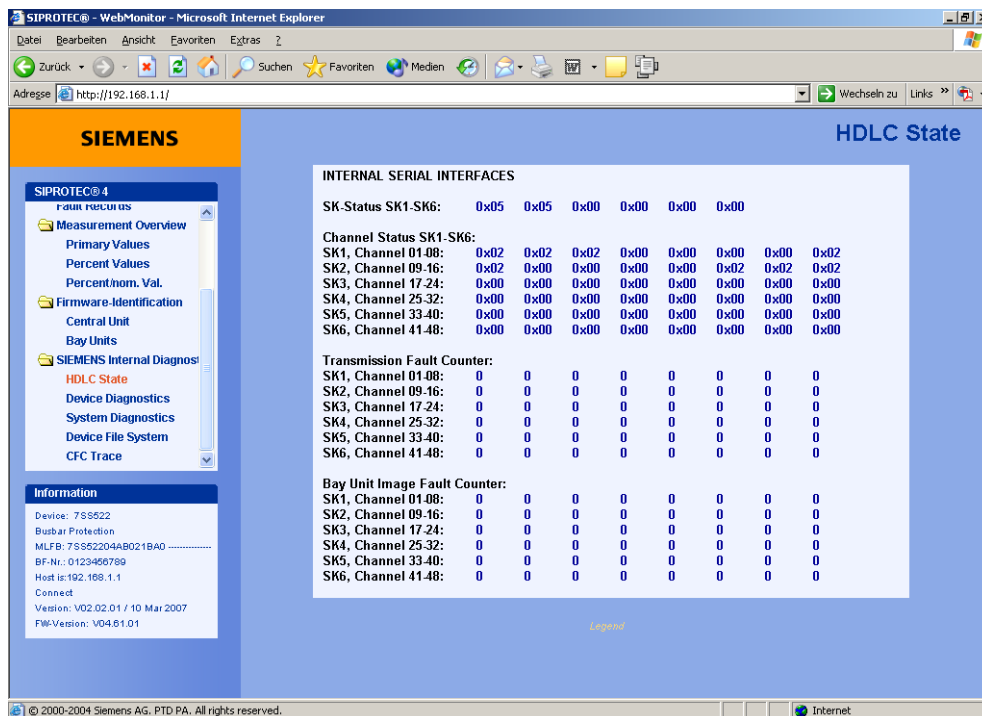 SIPROTEC® - WebMonitor - Microsoft Internet Explorer
Datei Bearbeiten Ansicht Favoriten Extras ?
Zurück Suchen Favoriten Medien
Adresse http://192.168.1.1/ Wechseln zu Links »
SIEMENS
HDLC State
SIPROTEC® 4
Fault Records
Measurement Overview
Primary Values
Percent Values
Percent/nom. Val.
Firmware-Identification
Central Unit
Bay Units
SIEMENS Internal Diagnost
HDLC State
Device Diagnostics
System Diagnostics
Device File System
CFC Trace
Information
Device: 7SS522
Busbar Protection
MLFB: 7SS52204AB021BA0 ---------------
BF-Nr.: 0123456789
Host is:192.168.1.1
Connect
Version: V02.02.01 / 10 Mar 2007
FW-Version: V04.61.01
INTERNAL SERIAL INTERFACES
SK-Status SK1-SK6: 0x05 0x05 0x00 0x00 0x00 0x00
Channel Status SK1-SK6:
SK1, Channel 01-08: 0x02 0x02 0x02 0x00 0x00 0x00 0x00 0x02
SK2, Channel 09-16: 0x02 0x00 0x00 0x00 0x00 0x02 0x02 0x02
SK3, Channel 17-24: 0x00 0x00 0x00 0x00 0x00 0x00 0x00 0x00
SK4, Channel 25-32: 0x00 0x00 0x00 0x00 0x00 0x00 0x00 0x00
SK5, Channel 33-40: 0x00 0x00 0x00 0x00 0x00 0x00 0x00 0x00
SK6, Channel 41-48: 0x00 0x00 0x00 0x00 0x00 0x00 0x00 0x00
Transmission Fault Counter:
SK1, Channel 01-08: 0 0 0 0 0 0 0 0
SK2, Channel 09-16: 0 0 0 0 0 0 0 0
SK3, Channel 17-24: 0 0 0 0 0 0 0 0
SK4, Channel 25-32: 0 0 0 0 0 0 0 0
SK5, Channel 33-40: 0 0 0 0 0 0 0 0
SK6, Channel 41-48: 0 0 0 0 0 0 0 0
Bay Unit Image Fault Counter:
SK1, Channel 01-08: 0 0 0 0 0 0 0 0
SK2, Channel 09-16: 0 0 0 0 0 0 0 0
SK3, Channel 17-24: 0 0 0 0 0 0 0 0
SK4, Channel 25-32: 0 0 0 0 0 0 0 0
SK5, Channel 33-40: 0 0 0 0 0 0 0 0
SK6, Channel 41-48: 0 0 0 0 0 0 0 0
Legend
© 2000-2004 Siemens AG. PTD PA. All rights reserved. Internet